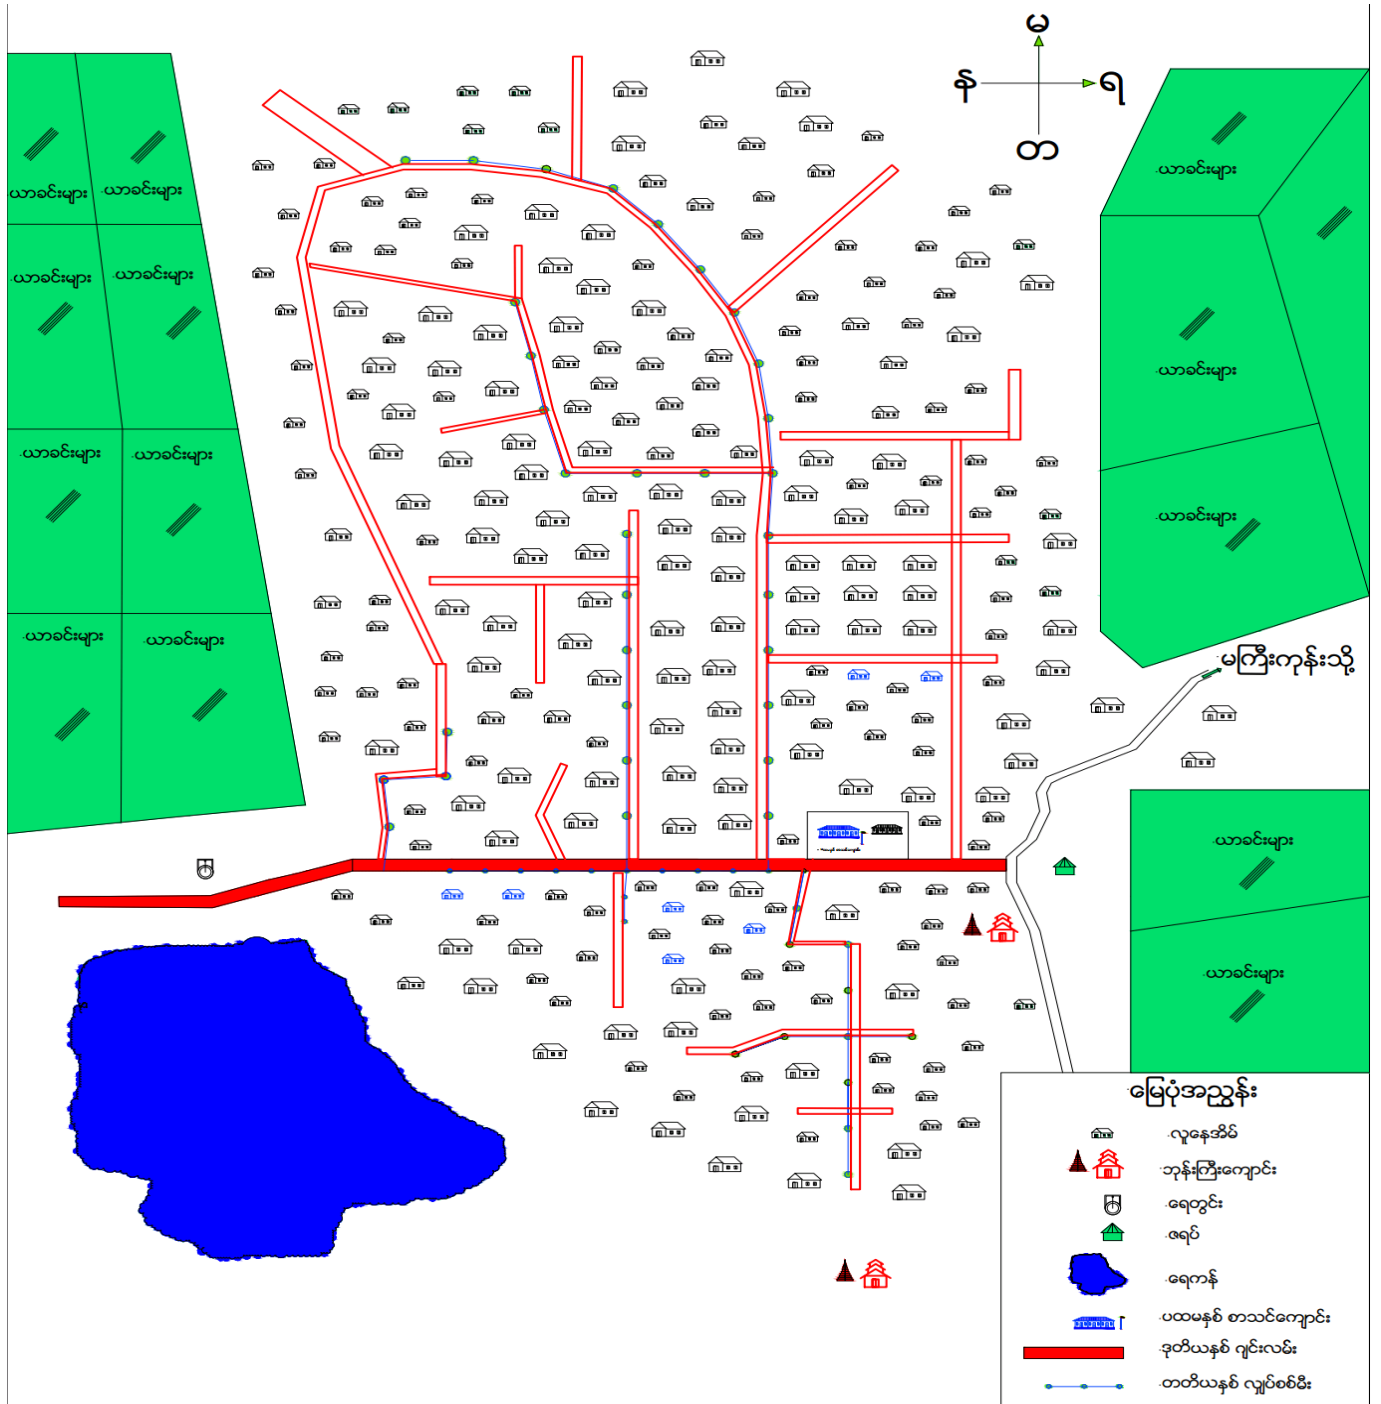 မ
န ရ
တ
ယာခင်းများ ယာခင်းများ
ယာခင်းများ
ယာခင်းများ ယာခင်းများ
ယာခင်းများ
ယာခင်းများ ယာခင်းများ
ယာခင်းများ
ယာခင်းများ ယာခင်းများ
မကြီးကုန်းသို့
ယာခင်းများ
ယာခင်းများ
မြေပုံအညွှန်း
လူနေအိမ်
ဘုန်းကြီးကျောင်း
ရေတွင်း
ဇရပ်
ရေကန်
ပထမနှစ် စာသင်ကျောင်း
ဒုတိယနှစ် ဂျင်းလမ်း
တတိယနှစ် လျှပ်စစ်မီး